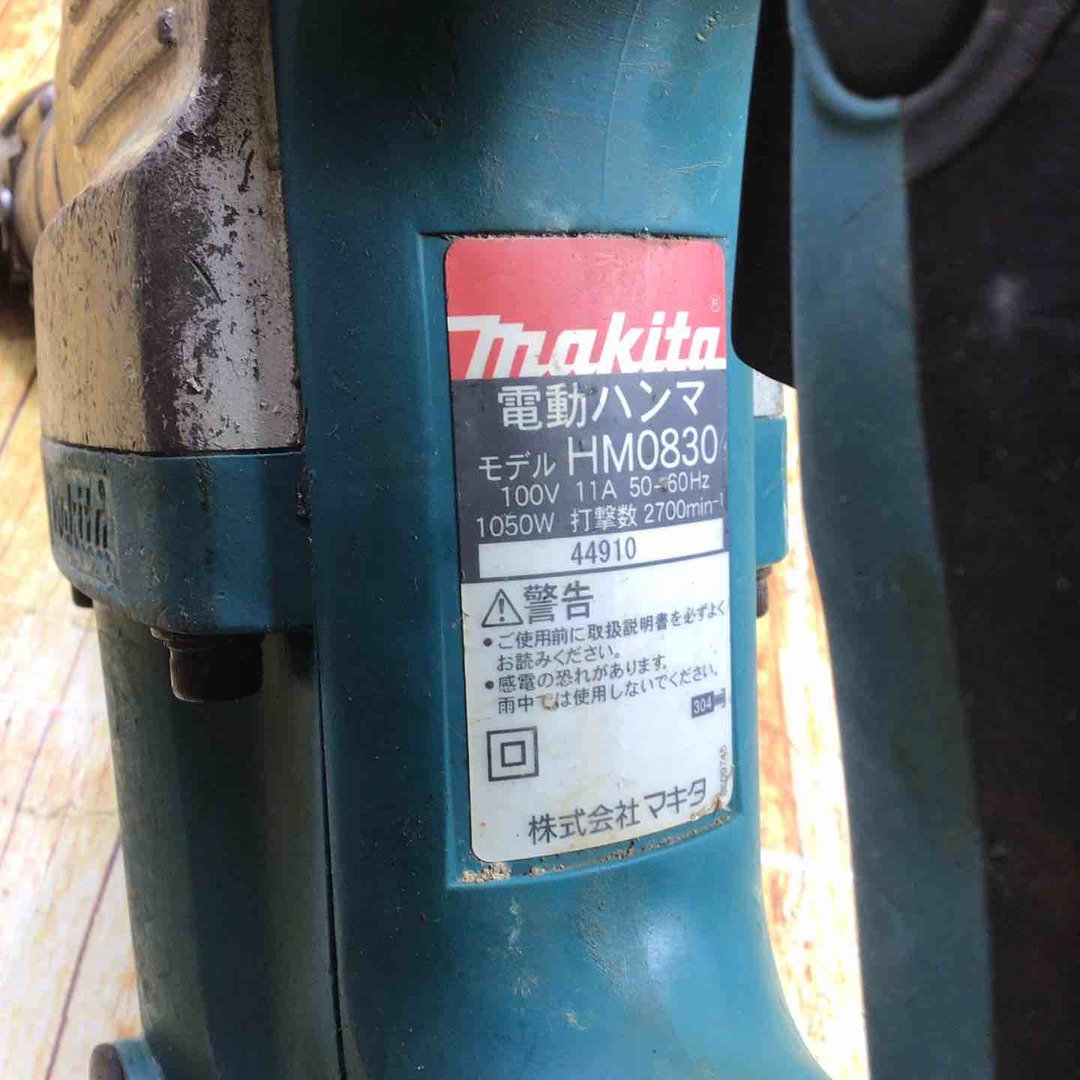 makita®
電動ハンマ
モデル HM0830
100V 11A 50-60Hz
1050W 打撃数 2700min-1
44910
⚠警告
•ご使用前に取扱説明書を必ずよく
お読みください。
•感電の恐れがあります。
雨中では使用しないでください。
304
株式会社 マキタ
makita